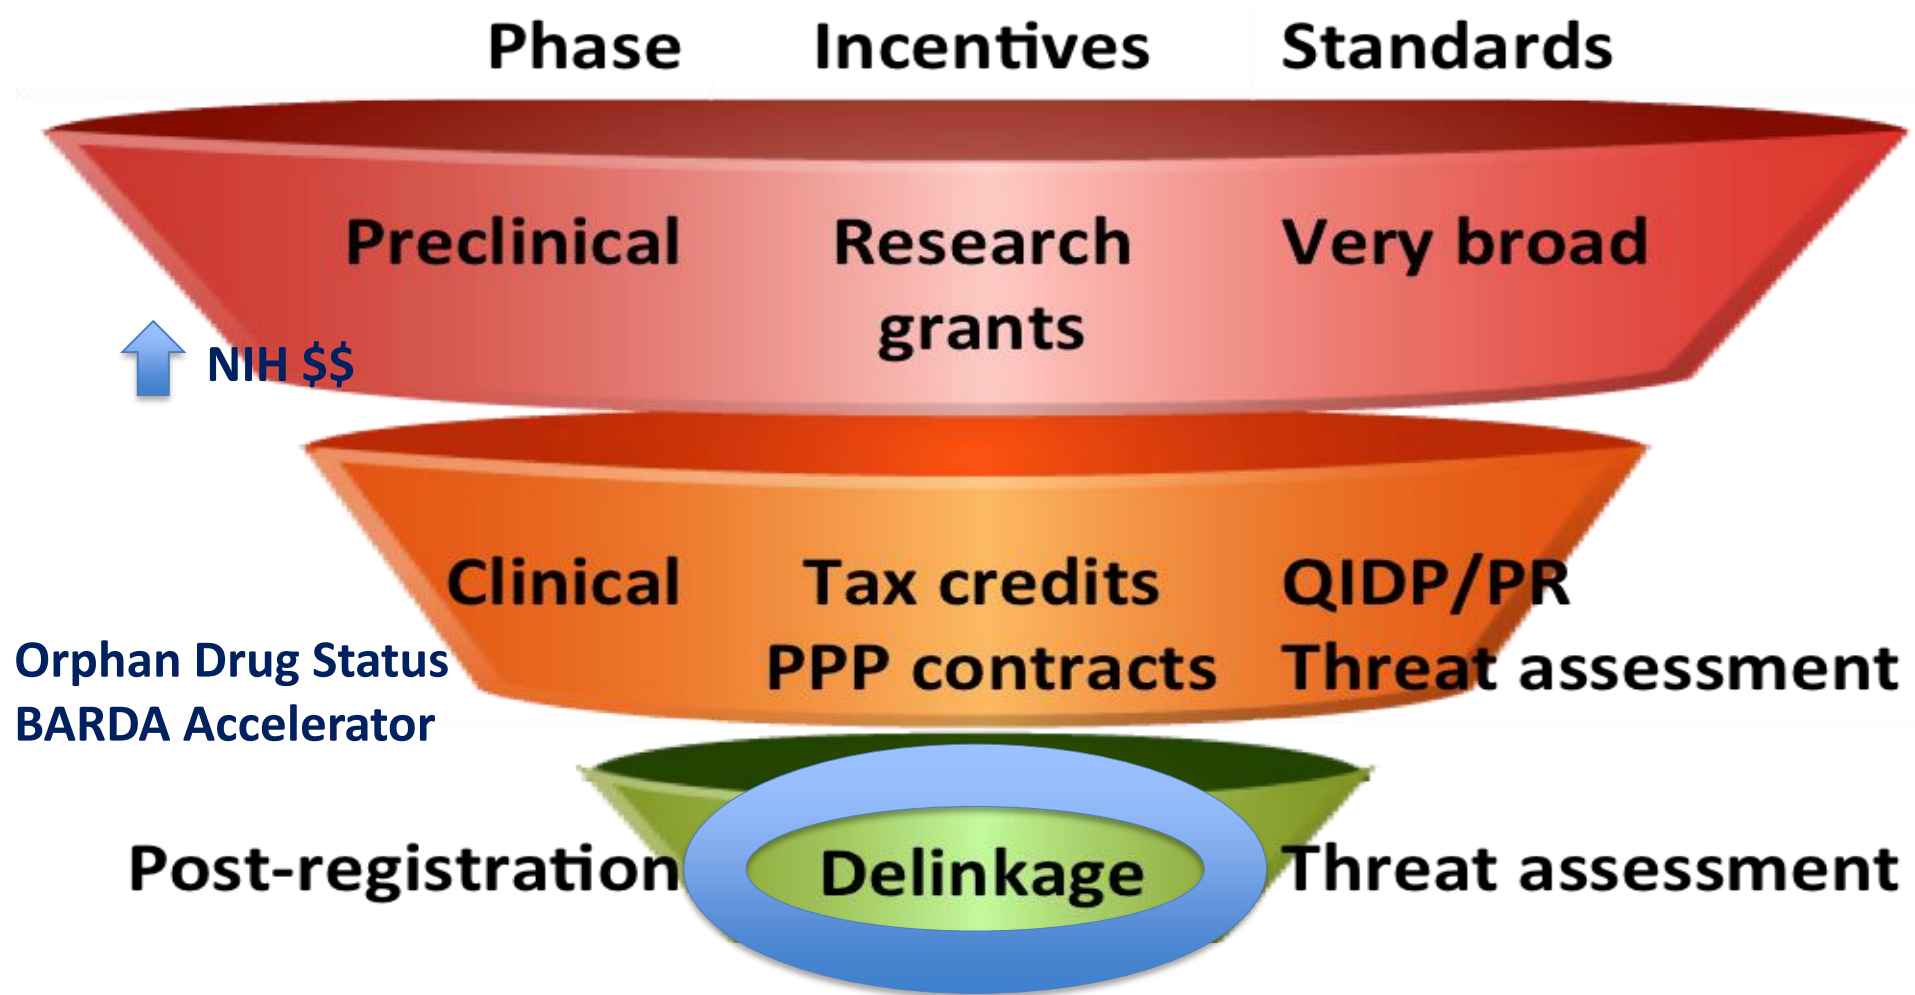 Phase Incentives Standards
Preclinical Research Very broad
grants
NIH $$
Clinical Tax credits QIDP/PR
Orphan Drug Status PPP contracts Threat assessment
BARDA Accelerator
Post-registration Delinkage Threat assessment